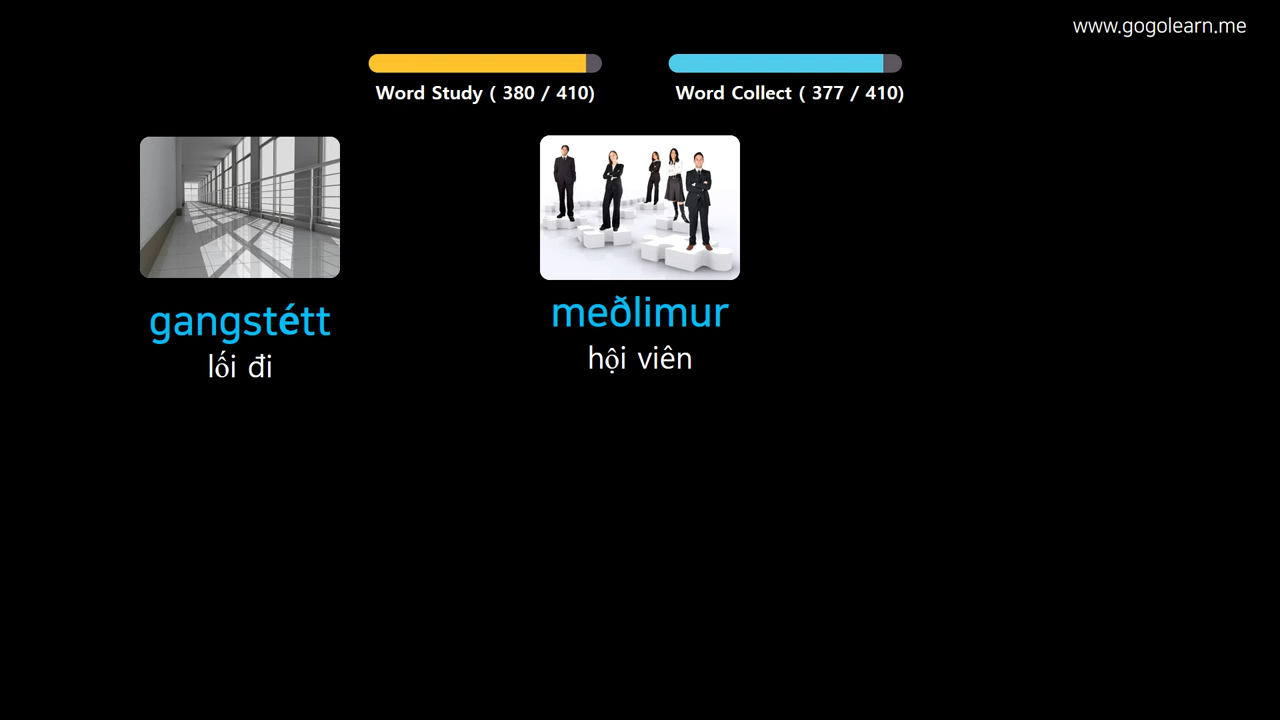 www.gogolearn.me
Word Study ( 380 / 410)
Word Collect ( 377 / 410)
gangstétt
lối đi
meðlimur
hội viên